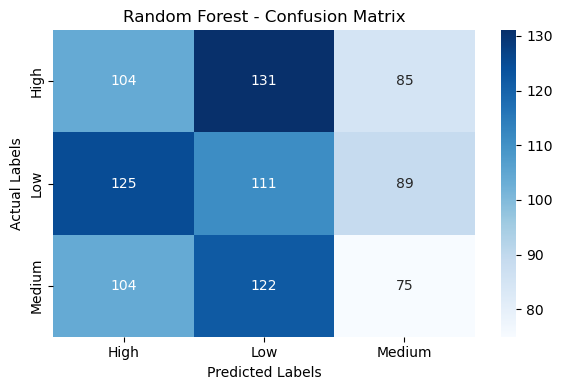 Random Forest - Confusion Matrix
High
104
131
85
130
120
Low
125
111
89
110
100
90
Medium
104
122
75
80
High
Low
Medium
Actual Labels
Predicted Labels